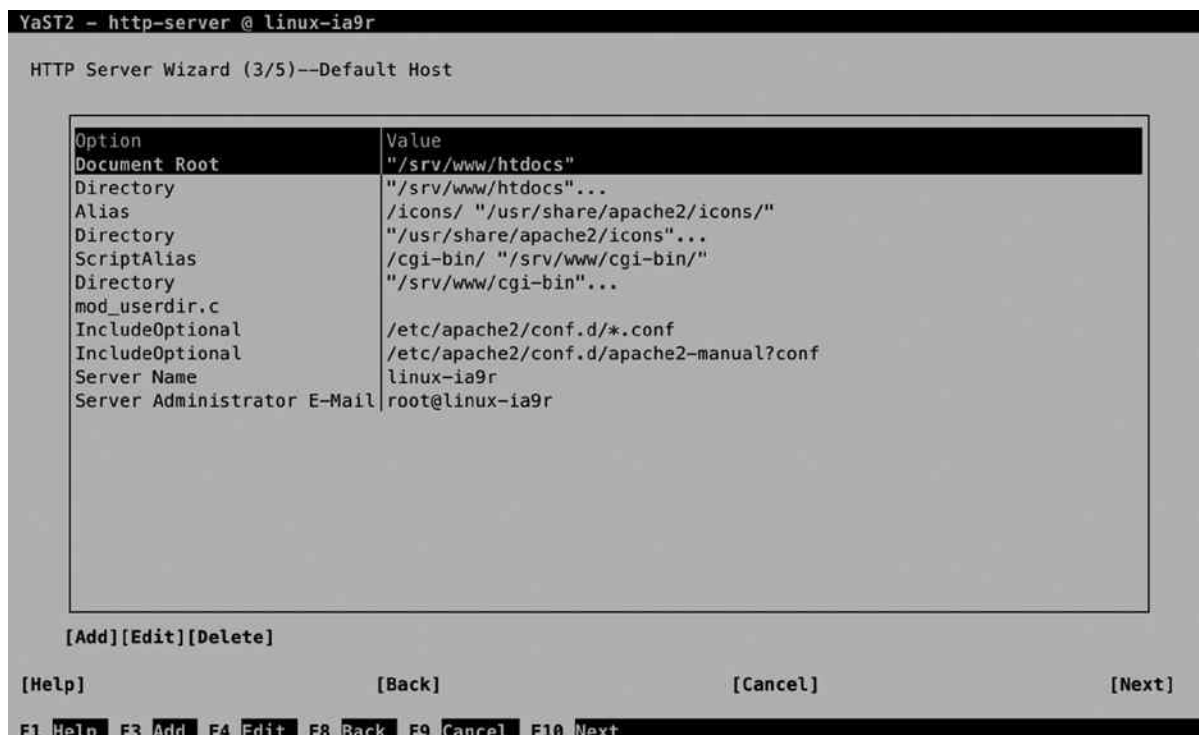 YaST2 - http-server @ linux-ia9r
HTTP Server Wizard (3/5)--Default Host
Option Value
Document Root "/srv/www/htdocs"
Directory "/srv/www/htdocs"...
Alias /icons/ "/usr/share/apache2/icons/"
Directory "/usr/share/apache2/icons"...
ScriptAlias /cgi-bin/ "/srv/www/cgi-bin/"
Directory "/srv/www/cgi-bin"...
mod_userdir.c
IncludeOptional /etc/apache2/conf.d/*.conf
IncludeOptional /etc/apache2/conf.d/apache2-manual?conf
Server Name linux-ia9r
Server Administrator E-Mail root@linux-ia9r
[Add][Edit][Delete]
[Help] [Back] [Cancel] [Next]
F1 Help F3 Add F4 Edit F8 Back F9 Cancel F10 Next